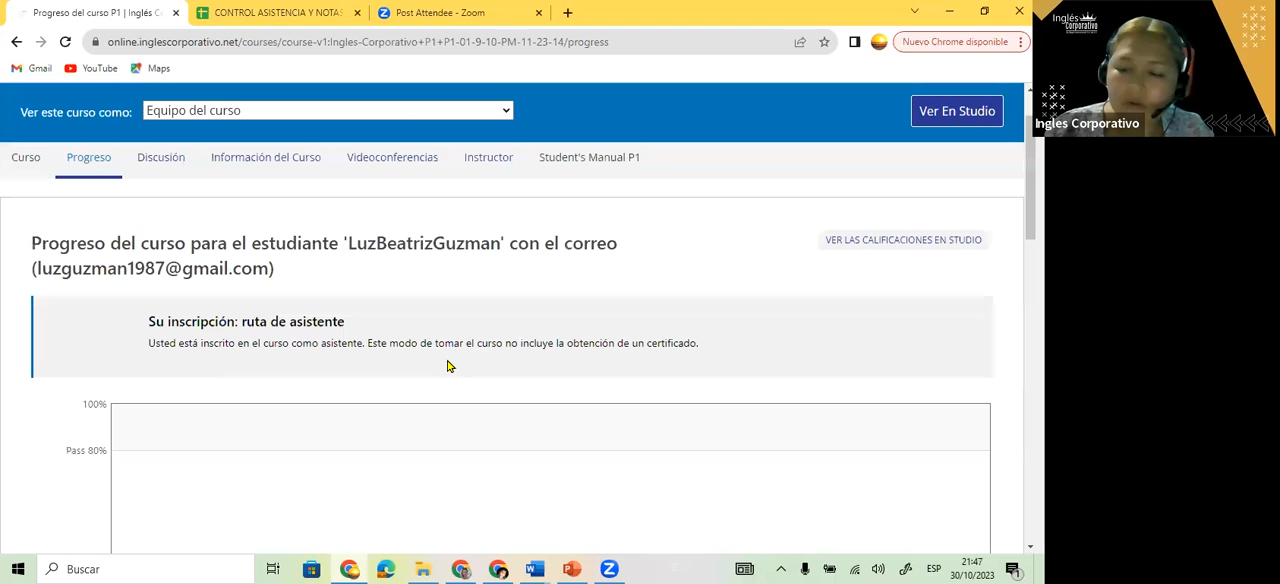 Progreso del curso P1 | Inglés C
CONTROL ASISTENCIA Y NOTAS
Post Attendee - Zoom
online.inglescorporativo.net/courses/course-v1:Ingles-Corporativo+P1+P1-01-9-10-PM-11-23-14/progress
Nuevo Chrome disponible
Gmail
YouTube
Maps
Ver este curso como:
Equipo del curso
Ver En Studio
Curso
Progreso
Discusión
Información del Curso
Videoconferencias
Instructor
Student's Manual P1
Progreso del curso para el estudiante 'LuzBeatrizGuzman' con el correo
(luzguzman1987@gmail.com)
VER LAS CALIFICACIONES EN STUDIO
Su inscripción: ruta de asistente
Usted está inscrito en el curso como asistente. Este modo de tomar el curso no incluye la obtención de un certificado.
100%
Pass 80%
Inglés
Corporativo
Ingles Corporativo
Buscar
ESP
21:47
30/10/2023